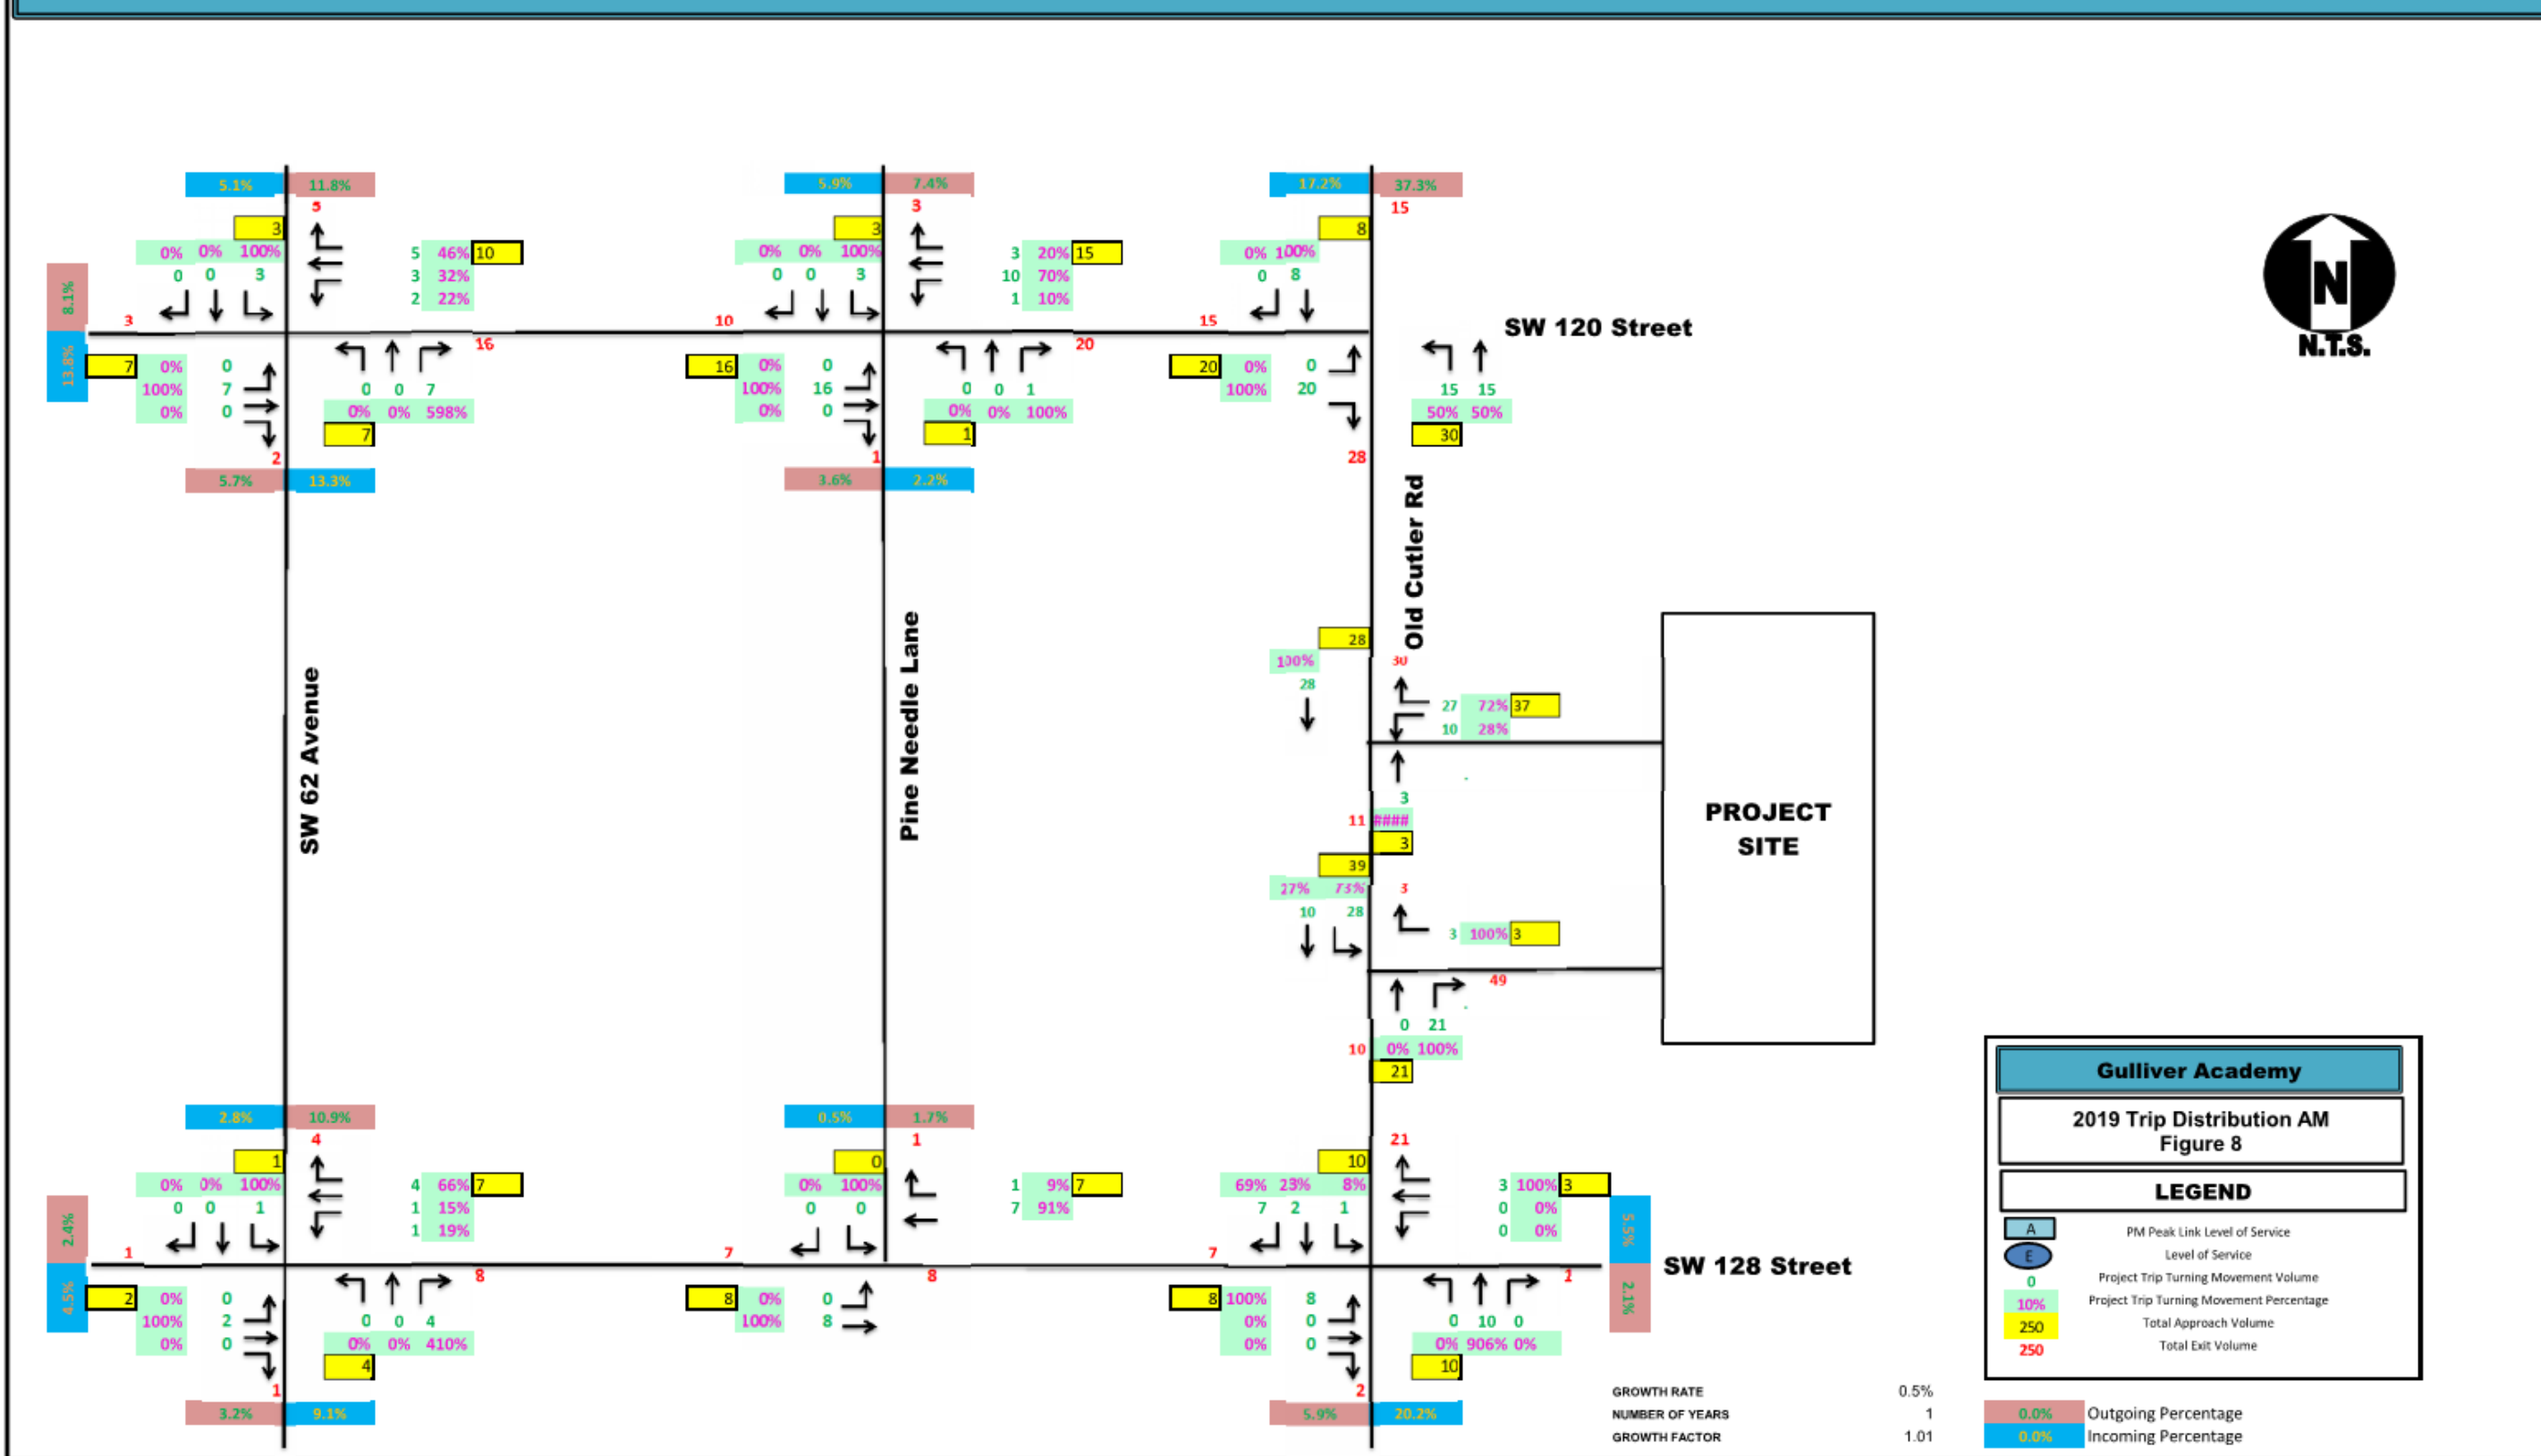 5.1% 11.8% 5.9% 7.4% 17.2% 37.3%
5 3 15
3 3 8
0% 0% 100% 5 46% 10 0% 0% 100% 3 20% 15 0% 100%
0 0 3 3 32% 0 0 3 10 70% 0 8
2 22% 1 10%
8.1%
3 10 15 SW 120 Street
16 20
13.8%
7 0% 0 16 0% 0 20 0% 0
100% 7 0 0 7 100% 16 0 0 1 100% 20 15 15
0% 0 0% 0% 598% 0% 0 0% 0% 100% 50% 50%
7 1 30
2 1 28
5.7% 13.3% 3.6% 2.2%
N
N.T.S.
SW 62 Avenue
Pine Needle Lane
Old Cutler Rd
28
100% 30
28
27 72% 37
10 28%
3
11 ####
3
39
27% 73% 3
10 28
3 100% 3
49
0 21
10 0% 100%
21
PROJECT
SITE
2.8% 10.9% 0.5% 1.7%
4 1 21
1 0 10
0% 0% 100% 4 66% 7 0% 100% 1 9% 7 69% 23% 8% 3 100% 3
0 0 1 1 15% 0 0 7 91% 7 2 1 0 0%
1 19% 0 0%
2.4% 5.5%
1 7 7 SW 128 Street
8 8 1
4.5% 2.1%
2 0% 0 8 0% 0 8 100% 8
100% 2 0 0 4 100% 8 0% 0 0 10 0
0% 0 0% 0% 410% 0% 0 0% 906% 0%
4 10
1 2
3.2% 9.1% 5.9% 20.2%
GROWTH RATE 0.5%
NUMBER OF YEARS 1
GROWTH FACTOR 1.01
Gulliver Academy
2019 Trip Distribution AM
Figure 8
LEGEND
A PM Peak Link Level of Service
E Level of Service
0 Project Trip Turning Movement Volume
10% Project Trip Turning Movement Percentage
250 Total Approach Volume
250 Total Exit Volume
0.0% Outgoing Percentage
0.0% Incoming Percentage